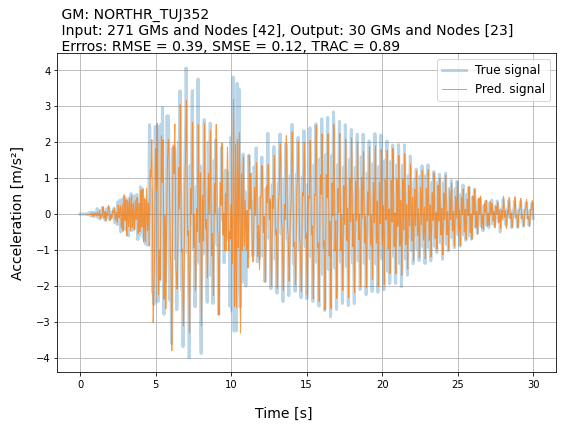 GM: NORTHR_TUJ352
Input: 271 GMs and Nodes [42], Output: 30 GMs and Nodes [23]
Errros: RMSE = 0.39, SMSE = 0.12, TRAC = 0.89
True signal
Pred. signal
Acceleration [m/s²]
4
3
2
1
0
−1
−2
−3
−4
0 5 10 15 20 25 30
Time [s]